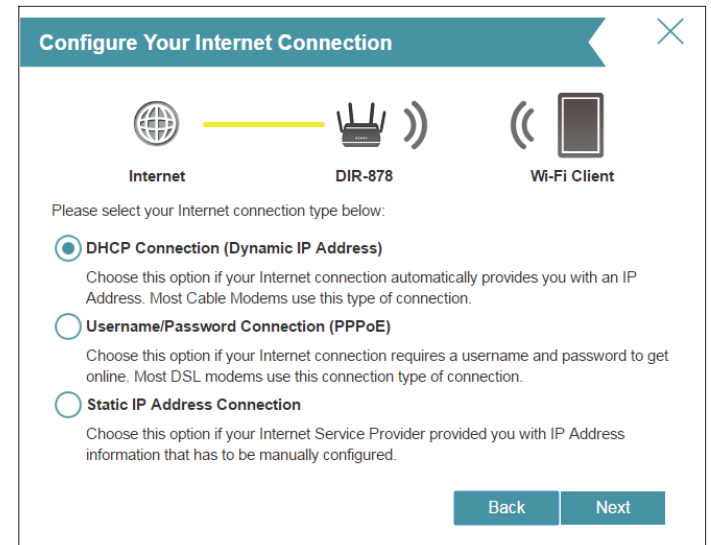 Configure Your Internet Connection
Internet
DIR-878
Wi-Fi Client
Please select your Internet connection type below:
DHCP Connection (Dynamic IP Address)
Choose this option if your Internet connection automatically provides you with an IP
Address. Most Cable Modems use this type of connection.
Username/Password Connection (PPPoE)
Choose this option if your Internet connection requires a username and password to get
online. Most DSL modems use this connection type of connection.
Static IP Address Connection
Choose this option if your Internet Service Provider provided you with IP Address
information that has to be manually configured.
Back
Next